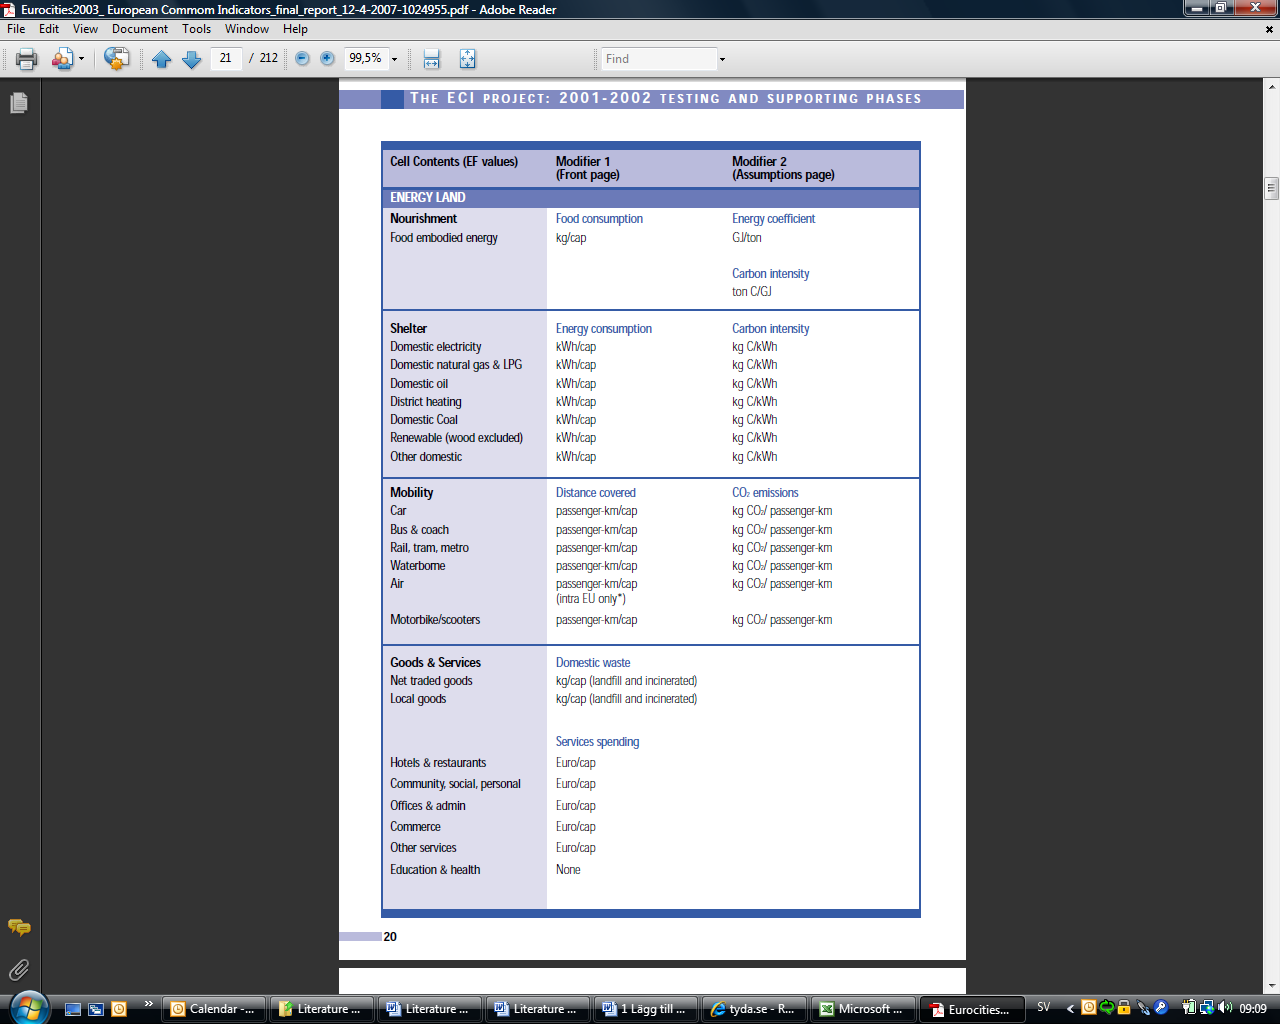 Eurocities2003_ European Commom Indicators_final_report_12-4-2007-1024955.pdf - Adobe Reader
File Edit View Document Tools Window Help
21 / 212 99,5% Find
THE ECI PROJECT: 2001-2002 TESTING AND SUPPORTING PHASES
Cell Contents (EF values) Modifier 1 Modifier 2
(Front page) (Assumptions page)
ENERGY LAND
Nourishment Food consumption Energy coefficient
Food embodied energy kg/cap GJ/ton
Carbon intensity
ton C/GJ
Shelter Energy consumption Carbon intensity
Domestic electricity kWh/cap kg C/kWh
Domestic natural gas & LPG kWh/cap kg C/kWh
Domestic oil kWh/cap kg C/kWh
District heating kWh/cap kg C/kWh
Domestic Coal kWh/cap kg C/kWh
Renewable (wood excluded) kWh/cap kg C/kWh
Other domestic kWh/cap kg C/kWh
Mobility Distance covered CO2 emissions
Car passenger-km/cap kg CO2/ passenger-km
Bus & coach passenger-km/cap kg CO2/ passenger-km
Rail, tram, metro passenger-km/cap kg CO2/ passenger-km
Waterborne passenger-km/cap kg CO2/ passenger-km
Air passenger-km/cap kg CO2/ passenger-km
(intra EU only*)
Motorbike/scooters passenger-km/cap kg CO2/ passenger-km
Goods & Services Domestic waste
Net traded goods kg/cap (landfill and incinerated)
Local goods kg/cap (landfill and incinerated)
Services spending
Hotels & restaurants Euro/cap
Community, social, personal Euro/cap
Offices & admin Euro/cap
Commerce Euro/cap
Other services Euro/cap
Education & health None
20
Calendar -... Literature ... Literature ... Literature ... 1 Lägg till ... tyda.se - R... Microsoft ... Eurocities... SV 09:09